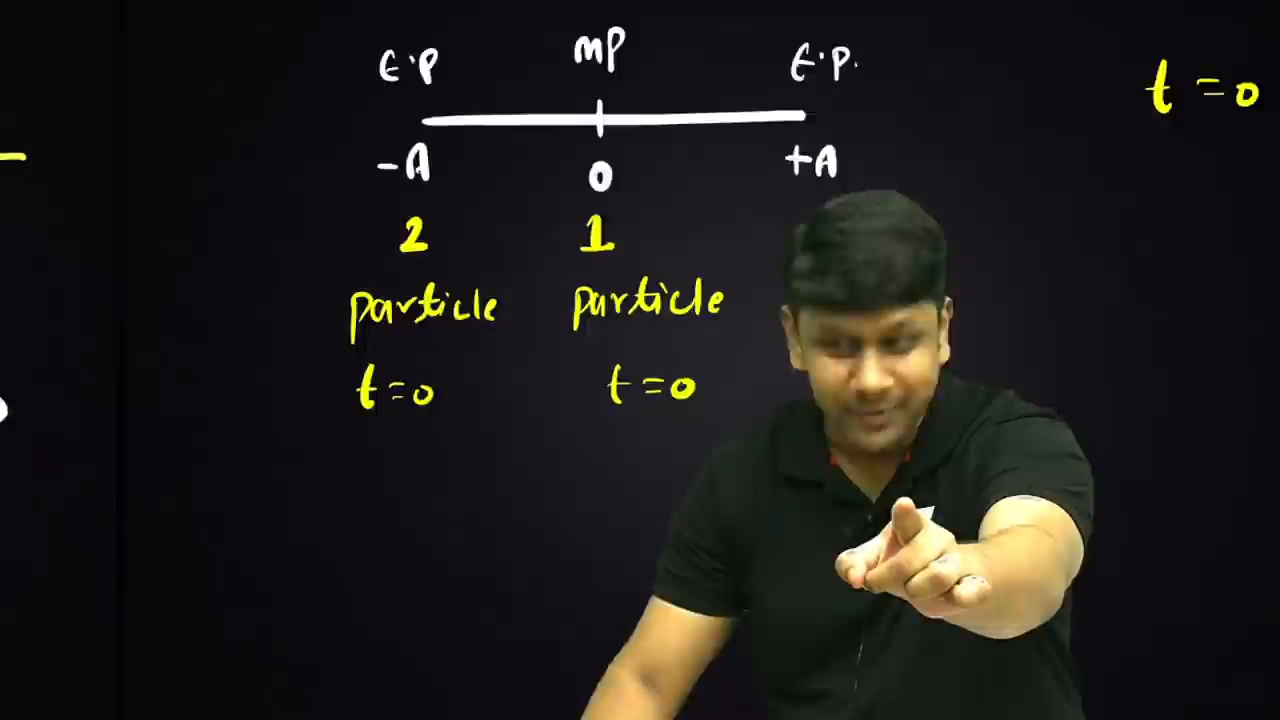 E.P MP E.P.
t = 0
-A 0 +A
2 1
particle particle
t = 0 t = 0